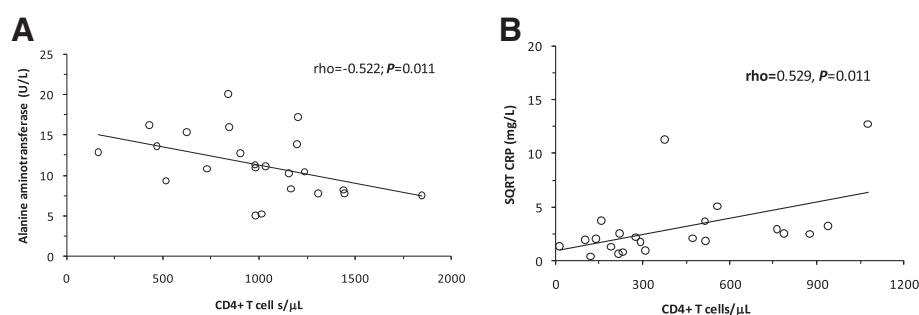 A
25
20
15
10
5
0
0 500 1000 1500 2000
Alanine aminotransferase (U/L)
CD4+ T cell s/μL
rho=-0.522; P=0.011
B
20
15
10
5
0
0 300 600 900 1200
SQRT CRP (mg/L)
CD4+ T cells/μL
rho=0.529, P=0.011